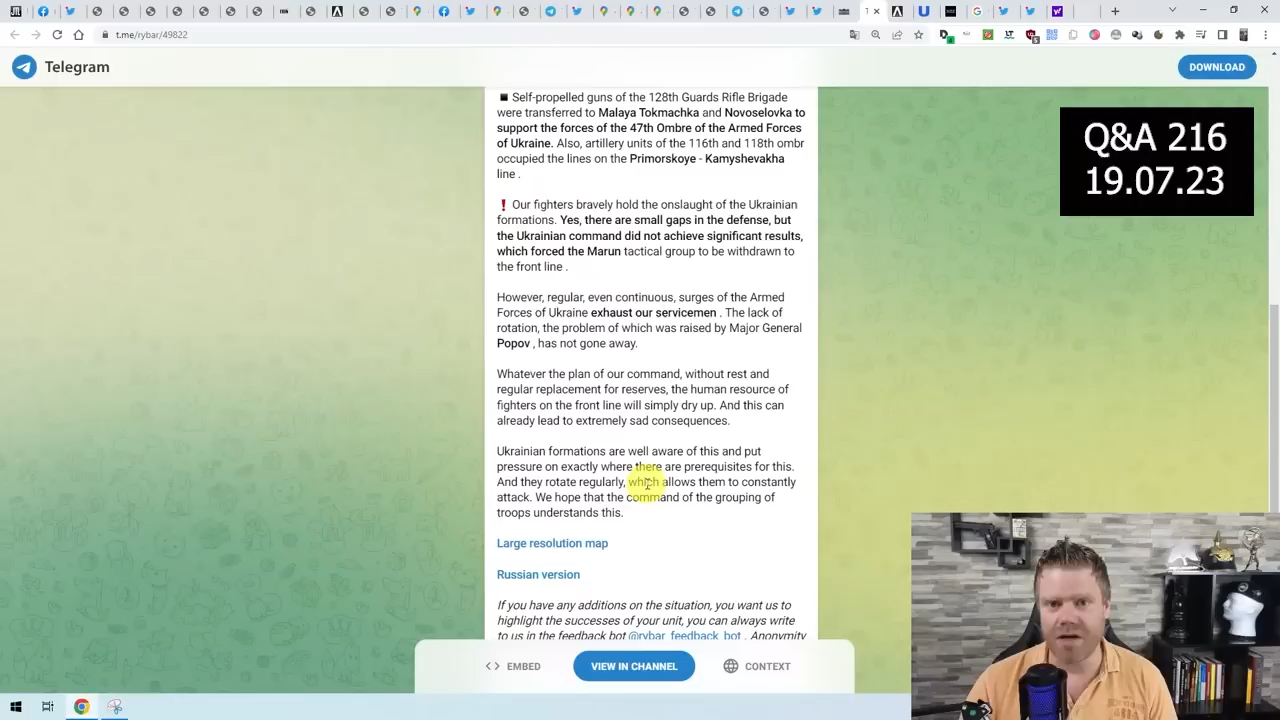 t.me/rybar/49822
Telegram
DOWNLOAD
Q&A 216
19.07.23
Self-propelled guns of the 128th Guards Rifle Brigade
were transferred to Malaya Tokmachka and Novoselovka to
support the forces of the 47th Ombre of the Armed Forces
of Ukraine. Also, artillery units of the 116th and 118th ombr
occupied the lines on the Primorskoye - Kamyshevakha
line .
❗ Our fighters bravely hold the onslaught of the Ukrainian
formations. Yes, there are small gaps in the defense, but
the Ukrainian command did not achieve significant results,
which forced the Marun tactical group to be withdrawn to
the front line .
However, regular, even continuous, surges of the Armed
Forces of Ukraine exhaust our servicemen . The lack of
rotation, the problem of which was raised by Major General
Popov , has not gone away.
Whatever the plan of our command, without rest and
regular replacement for reserves, the human resource of
fighters on the front line will simply dry up. And this can
already lead to extremely sad consequences.
Ukrainian formations are well aware of this and put
pressure on exactly where there are prerequisites for this.
And they rotate regularly, which allows them to constantly
attack. We hope that the command of the grouping of
troops understands this.
Large resolution map
Russian version
If you have any additions on the situation, you want us to
highlight the successes of your unit, you can always write
to us in the feedback bot @rybar_feedback_bot . Anonymity
EMBED
VIEW IN CHANNEL
CONTEXT